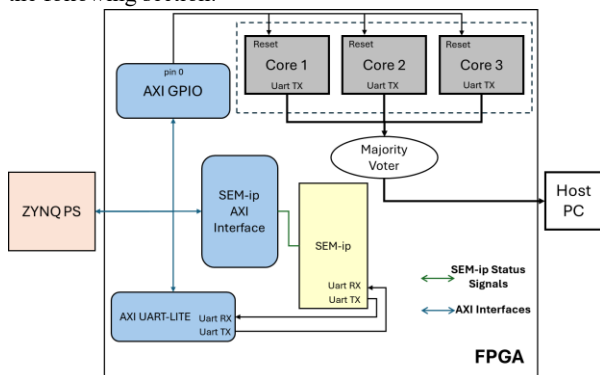 the following section.
pin 0
AXI GPIO
Reset
Core 1
Uart TX
Reset
Core 2
Uart TX
Reset
Core 3
Uart TX
Majority
Voter
ZYNQ PS
SEM-ip
AXI
Interface
SEM-ip
Uart RX
Uart TX
Host
PC
AXI UART-LITE
Uart RX
Uart TX
SEM-ip Status
Signals
AXI Interfaces
FPGA